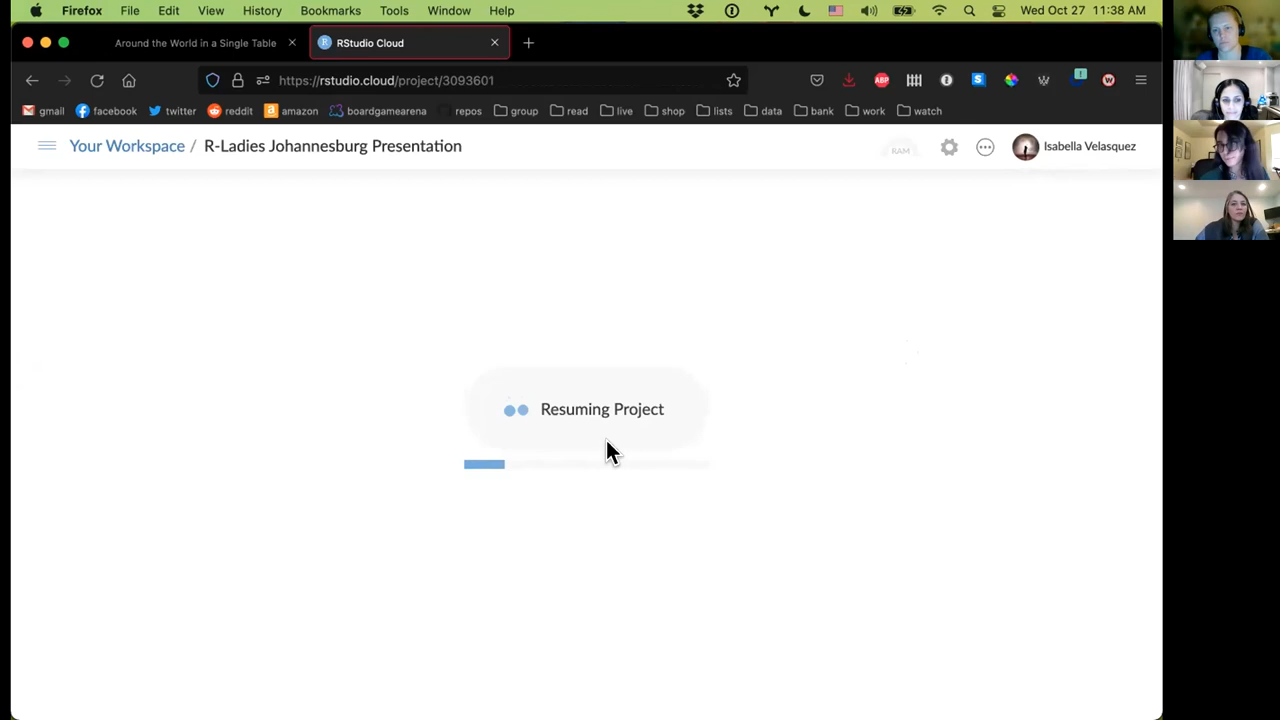 Firefox File Edit View History Bookmarks Tools Window Help Wed Oct 27 11:38 AM
Around the World in a Single Table RStudio Cloud
https://rstudio.cloud/project/3093601
gmail facebook twitter reddit amazon boardgamearena repos group read live shop lists data bank work watch
Your Workspace / R-Ladies Johannesburg Presentation RAM Isabella Velasquez
Resuming Project